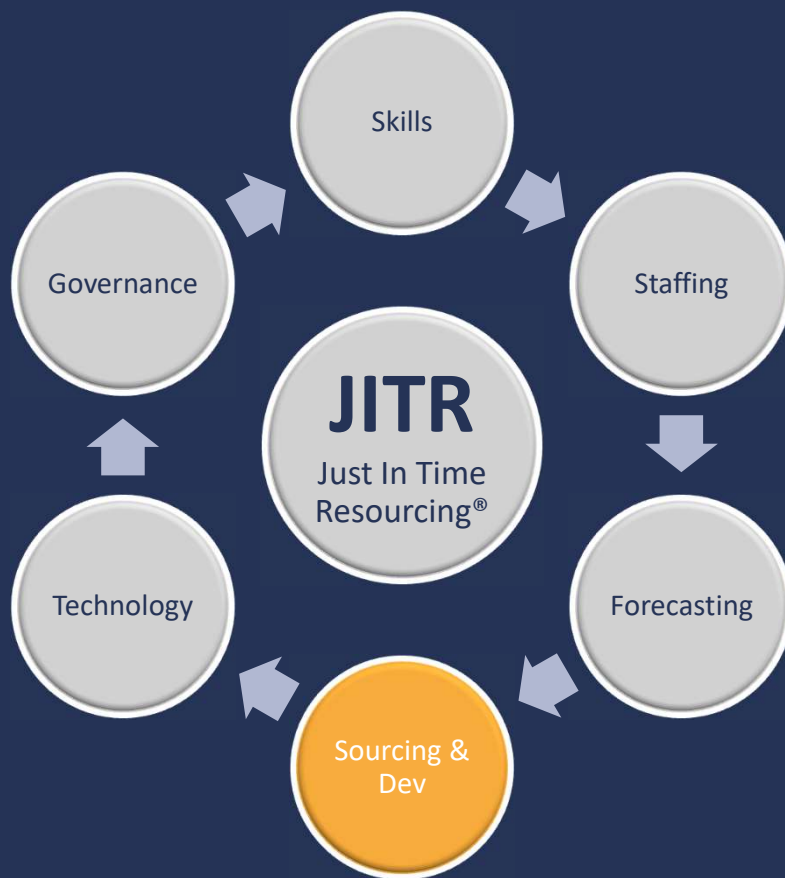 Skills
Governance
Staffing
JITR
Just In Time
Resourcing®
Technology
Forecasting
Sourcing &
Dev